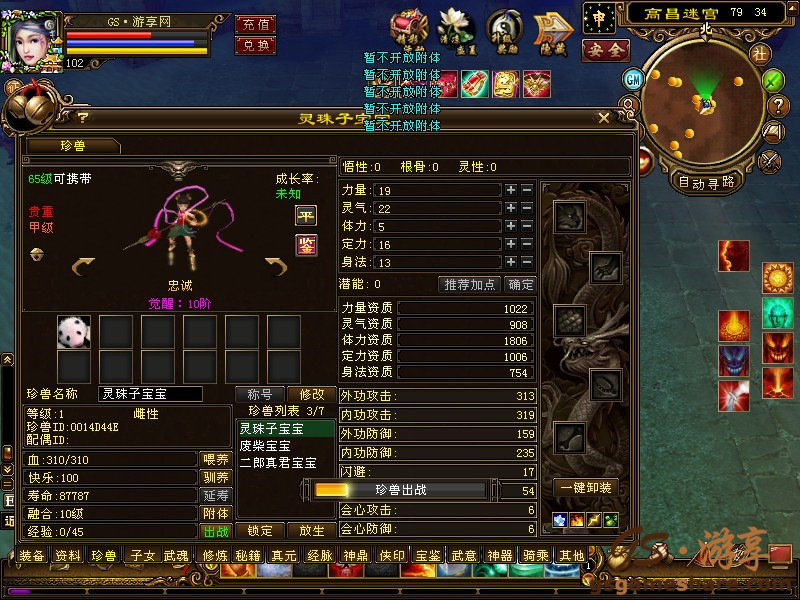 GS·游享网
充值
兑换
102
申
高昌迷宫 79 34
安全
北
社
GM
?
自动寻路
暂不开放附体
暂不开放附体
暂不开放附体
暂不开放附体
暂不开放附体
灵珠子宝宝
?
珍兽
65级可携带
成长率:
未知
贵重
甲级
平
鉴
忠诚
觉醒:10阶
悟性:0 根骨:0 灵性:0
力量:19
灵气:22
体力:5
定力:16
身法:13
潜能:0 推荐加点 确定
力量资质 1022
灵气资质 908
体力资质 1806
定力资质 1006
身法资质 754
珍兽名称 灵珠子宝宝 称号 修改
等级:1 雌性
珍兽ID:0014D44E
配偶ID:
珍兽列表 3/7
灵珠子宝宝
废柴宝宝
二郎真君宝宝
血:310/310 喂养
快乐:100 驯养
寿命:87787 延寿
融合:10级 附体
经验:0/45 出战 锁定 放生
外功攻击: 313
内功攻击: 319
外功防御: 159
内功防御: 235
闪避: 17
54
会心攻击: 6
会心防御: 6
珍兽出战
一键卸装
装备 资料 珍兽 子女 武魂 修炼 秘籍 真元 经脉 神鼎 侠印 宝鉴 武意 神器 骑乘 其他
GS·游享